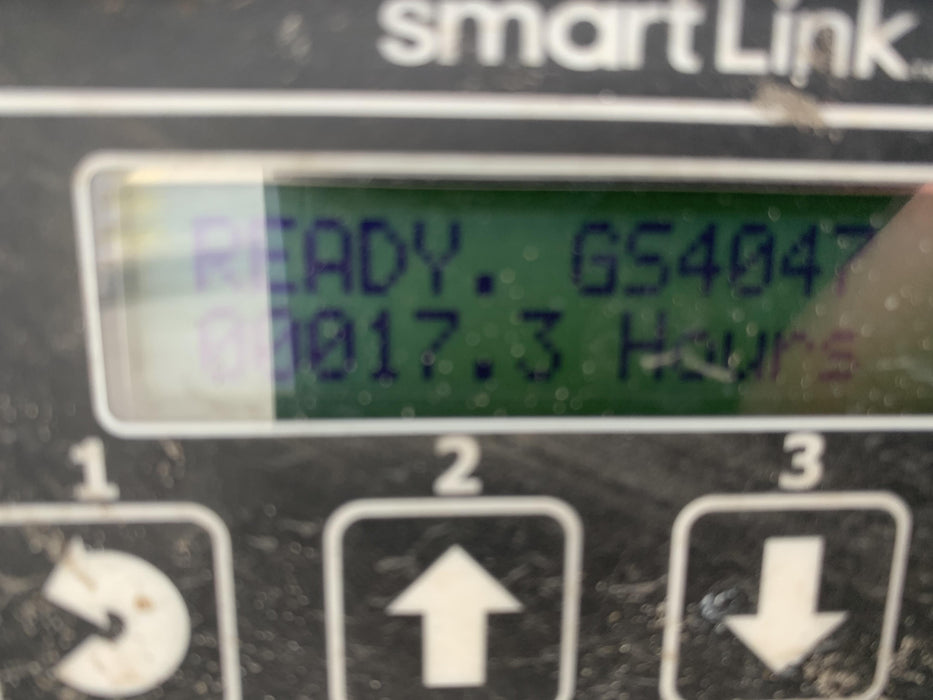 smartLink
READY. GS4047
00017.3 Hours
1 2 3